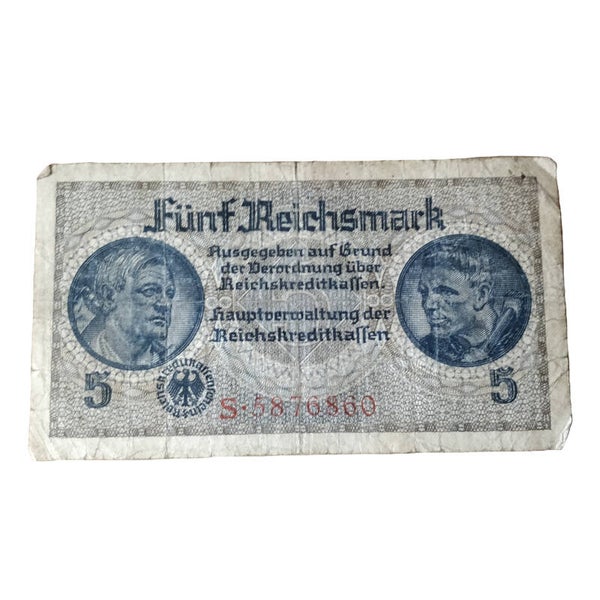 Fünf Reichsmark
Ausgegeben auf Grund
der Verordnung über
Reichskreditkassen.
Hauptverwaltung der
Reichskreditkassen
5
5
S·5876860